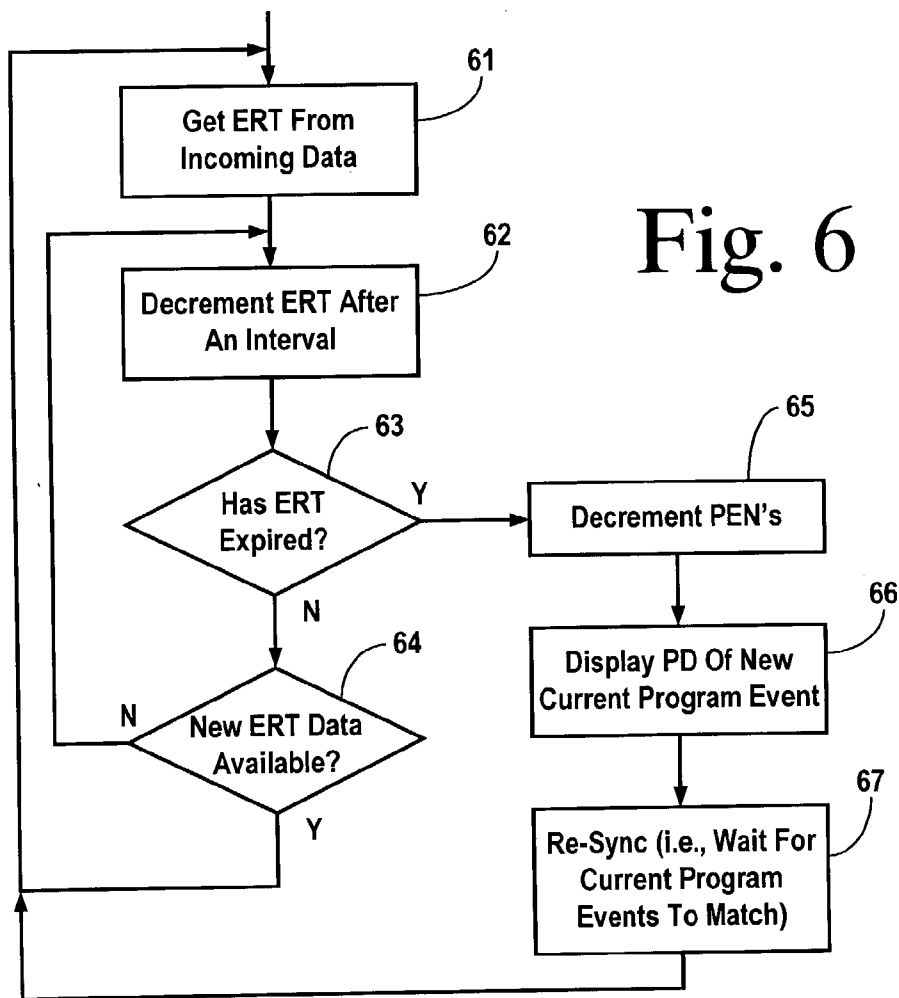 61
Get ERT From
Incoming Data
Fig. 6
62
Decrement ERT After
An Interval
63
Has ERT
Expired?
Y
N
65
Decrement PEN's
66
Display PD Of New
Current Program Event
64
New ERT Data
Available?
N
Y
67
Re-Sync (i.e., Wait For
Current Program
Events To Match)